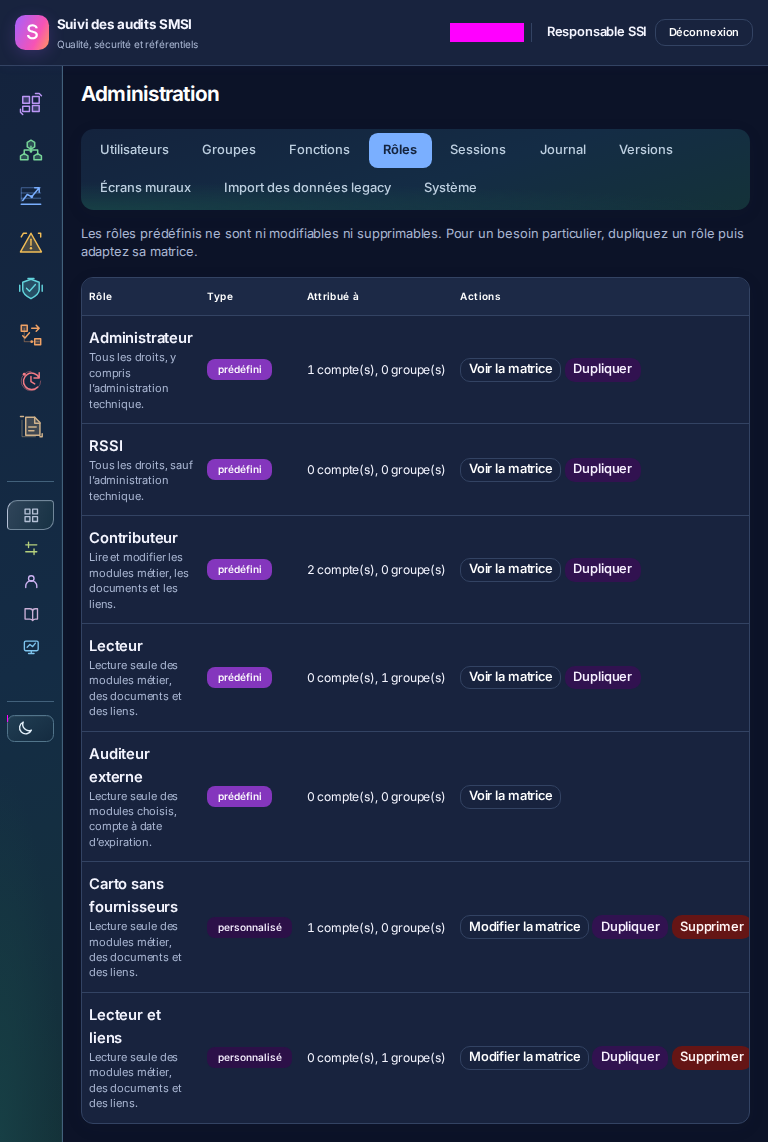 S
Suivi des audits SMSI
Qualité, sécurité et référentiels
Responsable SSI
Déconnexion
Administration
Utilisateurs Groupes Fonctions Rôles Sessions Journal Versions
Écrans muraux Import des données legacy Système
Les rôles prédéfinis ne sont ni modifiables ni supprimables. Pour un besoin particulier, dupliquez un rôle puis
adaptez sa matrice.
Rôle Type Attribué à Actions
Administrateur
Tous les droits, y
compris
l'administration
technique.
prédéfini
1 compte(s), 0 groupe(s)
Voir la matrice Dupliquer
RSSI
Tous les droits, sauf
l'administration
technique.
prédéfini
0 compte(s), 0 groupe(s)
Voir la matrice Dupliquer
Contributeur
Lire et modifier les
modules métier, les
documents et les
liens.
prédéfini
2 compte(s), 0 groupe(s)
Voir la matrice Dupliquer
Lecteur
Lecture seule des
modules métier,
des documents et
des liens.
prédéfini
0 compte(s), 1 groupe(s)
Voir la matrice Dupliquer
Auditeur
externe
Lecture seule des
modules choisis,
compte à date
d'expiration.
prédéfini
0 compte(s), 0 groupe(s)
Voir la matrice
Carto sans
fournisseurs
Lecture seule des
modules métier,
des documents et
des liens.
personnalisé
1 compte(s), 0 groupe(s)
Modifier la matrice Dupliquer Supprimer
Lecteur et
liens
Lecture seule des
modules métier,
des documents et
des liens.
personnalisé
0 compte(s), 1 groupe(s)
Modifier la matrice Dupliquer Supprimer